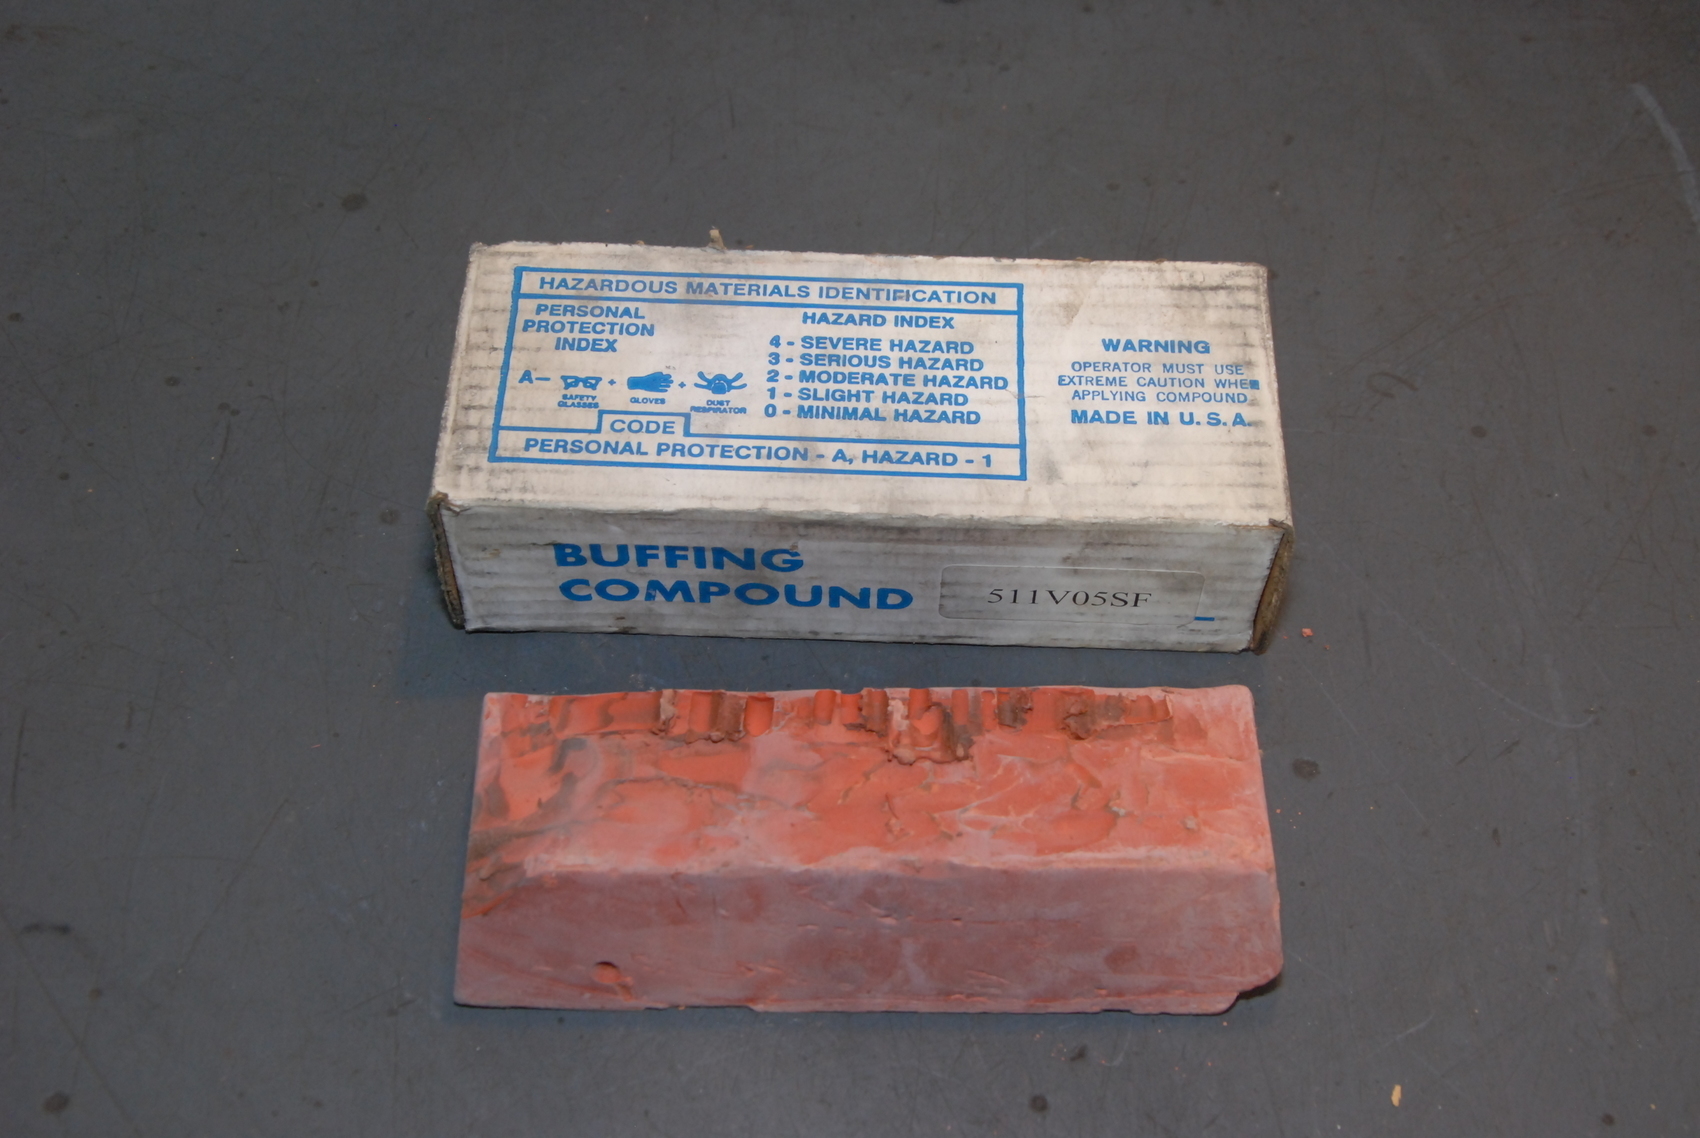 HAZARDOUS MATERIALS IDENTIFICATION
PERSONAL
PROTECTION
INDEX
A-
+
+
SAFETY
GLASSES
GLOVES
DUST
RESPIRATOR
HAZARD INDEX
4 - SEVERE HAZARD
3 - SERIOUS HAZARD
2 - MODERATE HAZARD
1 - SLIGHT HAZARD
0 - MINIMAL HAZARD
CODE
PERSONAL PROTECTION - A, HAZARD - 1
WARNING
OPERATOR MUST USE
EXTREME CAUTION WHEN
APPLYING COMPOUND
MADE IN U.S.A.
BUFFING
COMPOUND
511V05SF